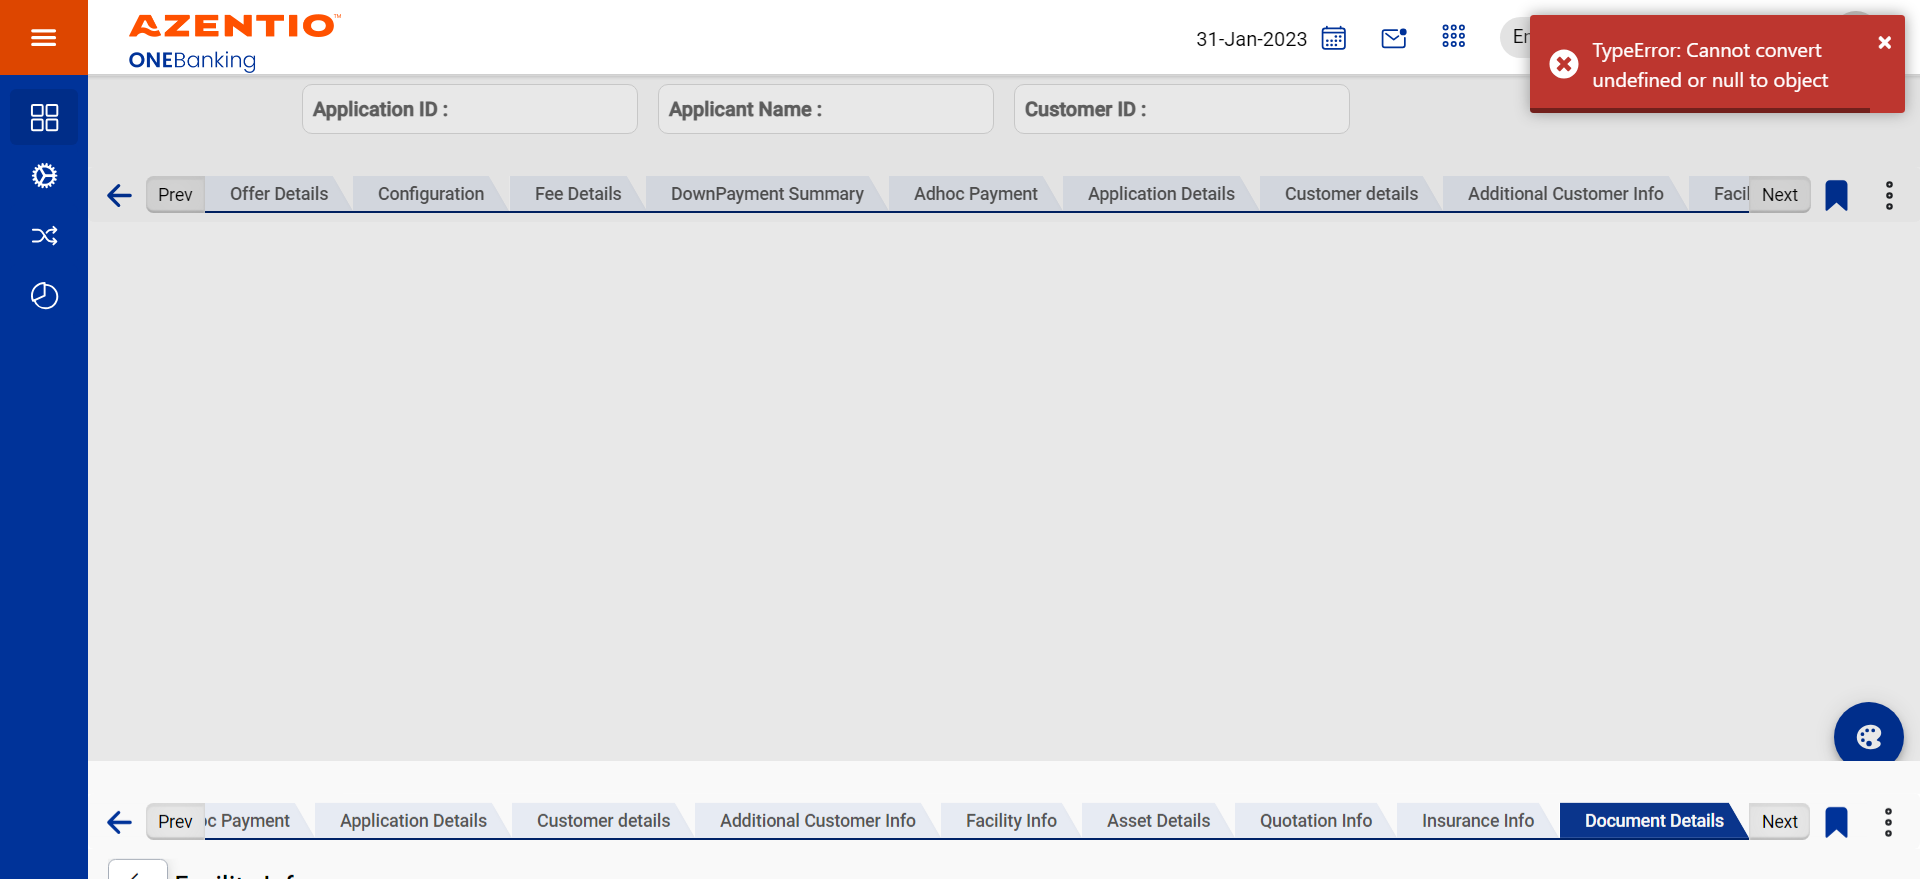 AZENTIO™
ONEBanking
31-Jan-2023
TypeError: Cannot convert
undefined or null to object
Application ID :
Applicant Name :
Customer ID :
Prev
Offer Details
Configuration
Fee Details
DownPayment Summary
Adhoc Payment
Application Details
Customer details
Additional Customer Info
Facil
Next
Prev
oc Payment
Application Details
Customer details
Additional Customer Info
Facility Info
Asset Details
Quotation Info
Insurance Info
Document Details
Next